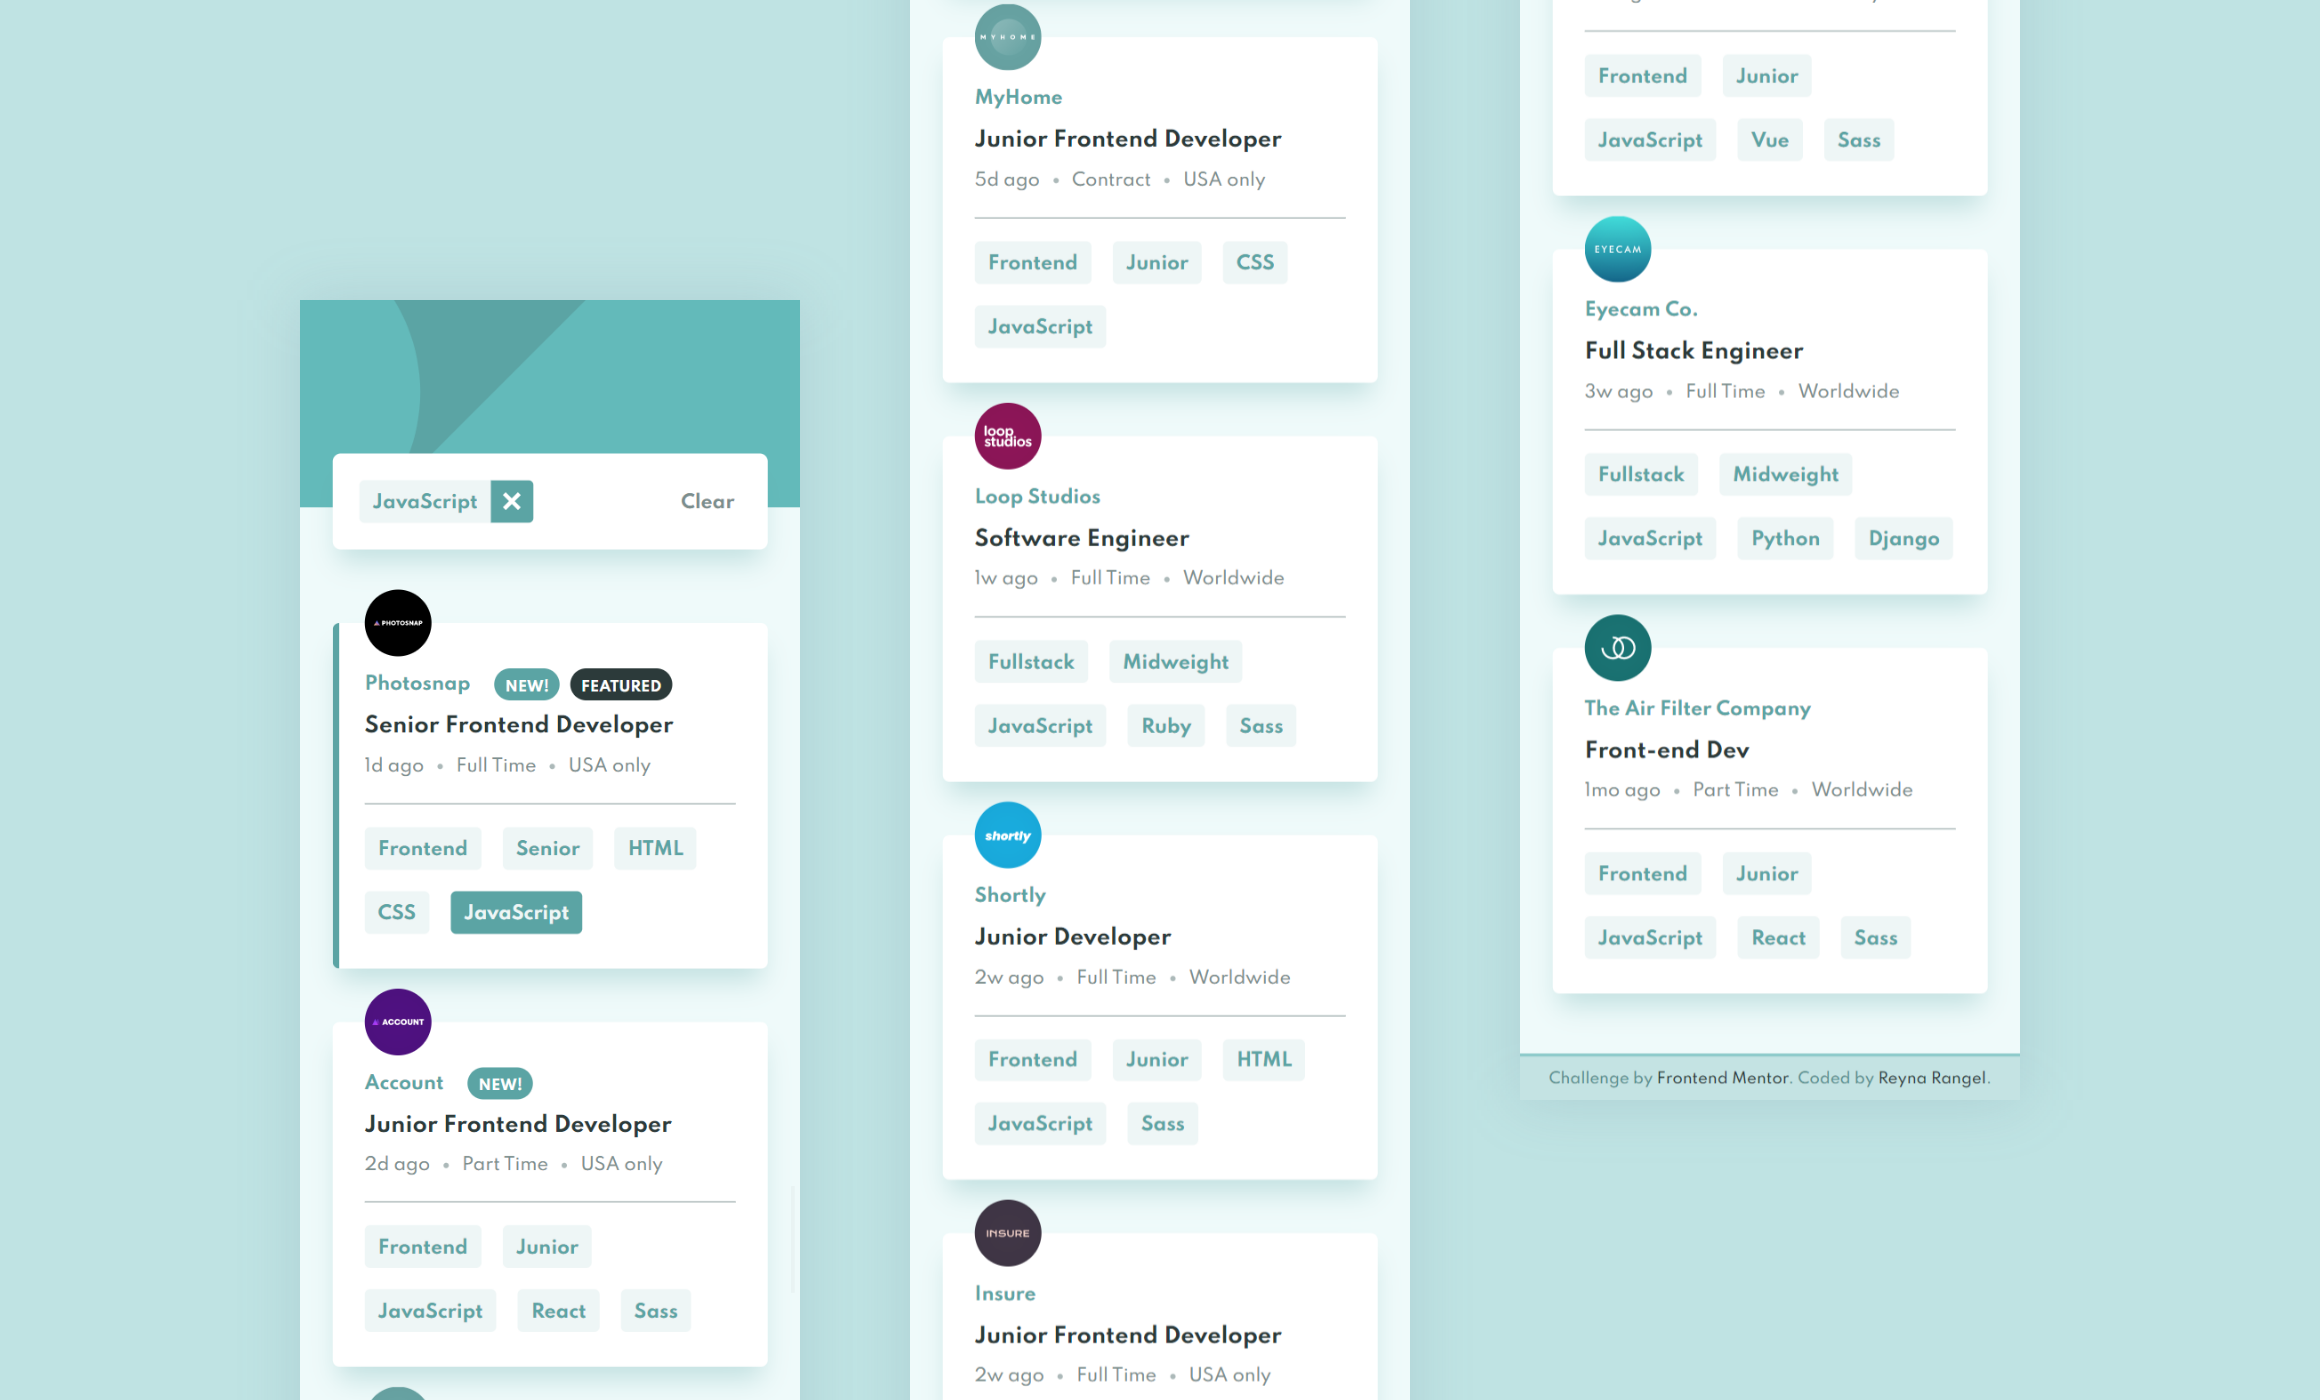 JavaScript
Clear
PHOTOSNAP
Photosnap NEW! FEATURED
Senior Frontend Developer
1d ago • Full Time • USA only
Frontend Senior HTML
CSS JavaScript
ACCOUNT
Account NEW!
Junior Frontend Developer
2d ago • Part Time • USA only
Frontend Junior
JavaScript React Sass
MYHOME
MyHome
Junior Frontend Developer
5d ago • Contract • USA only
Frontend Junior CSS
JavaScript
loop
studios
Loop Studios
Software Engineer
1w ago • Full Time • Worldwide
Fullstack Midweight
JavaScript Ruby Sass
shortly
Shortly
Junior Developer
2w ago • Full Time • Worldwide
Frontend Junior HTML
JavaScript Sass
INSURE
Insure
Junior Frontend Developer
2w ago • Full Time • USA only
Frontend Junior
JavaScript Vue Sass
EYECAM
Eyecam Co.
Full Stack Engineer
3w ago • Full Time • Worldwide
Fullstack Midweight
JavaScript Python Django
The Air Filter Company
Front-end Dev
1mo ago • Part Time • Worldwide
Frontend Junior
JavaScript React Sass
Challenge by Frontend Mentor. Coded by Reyna Rangel.